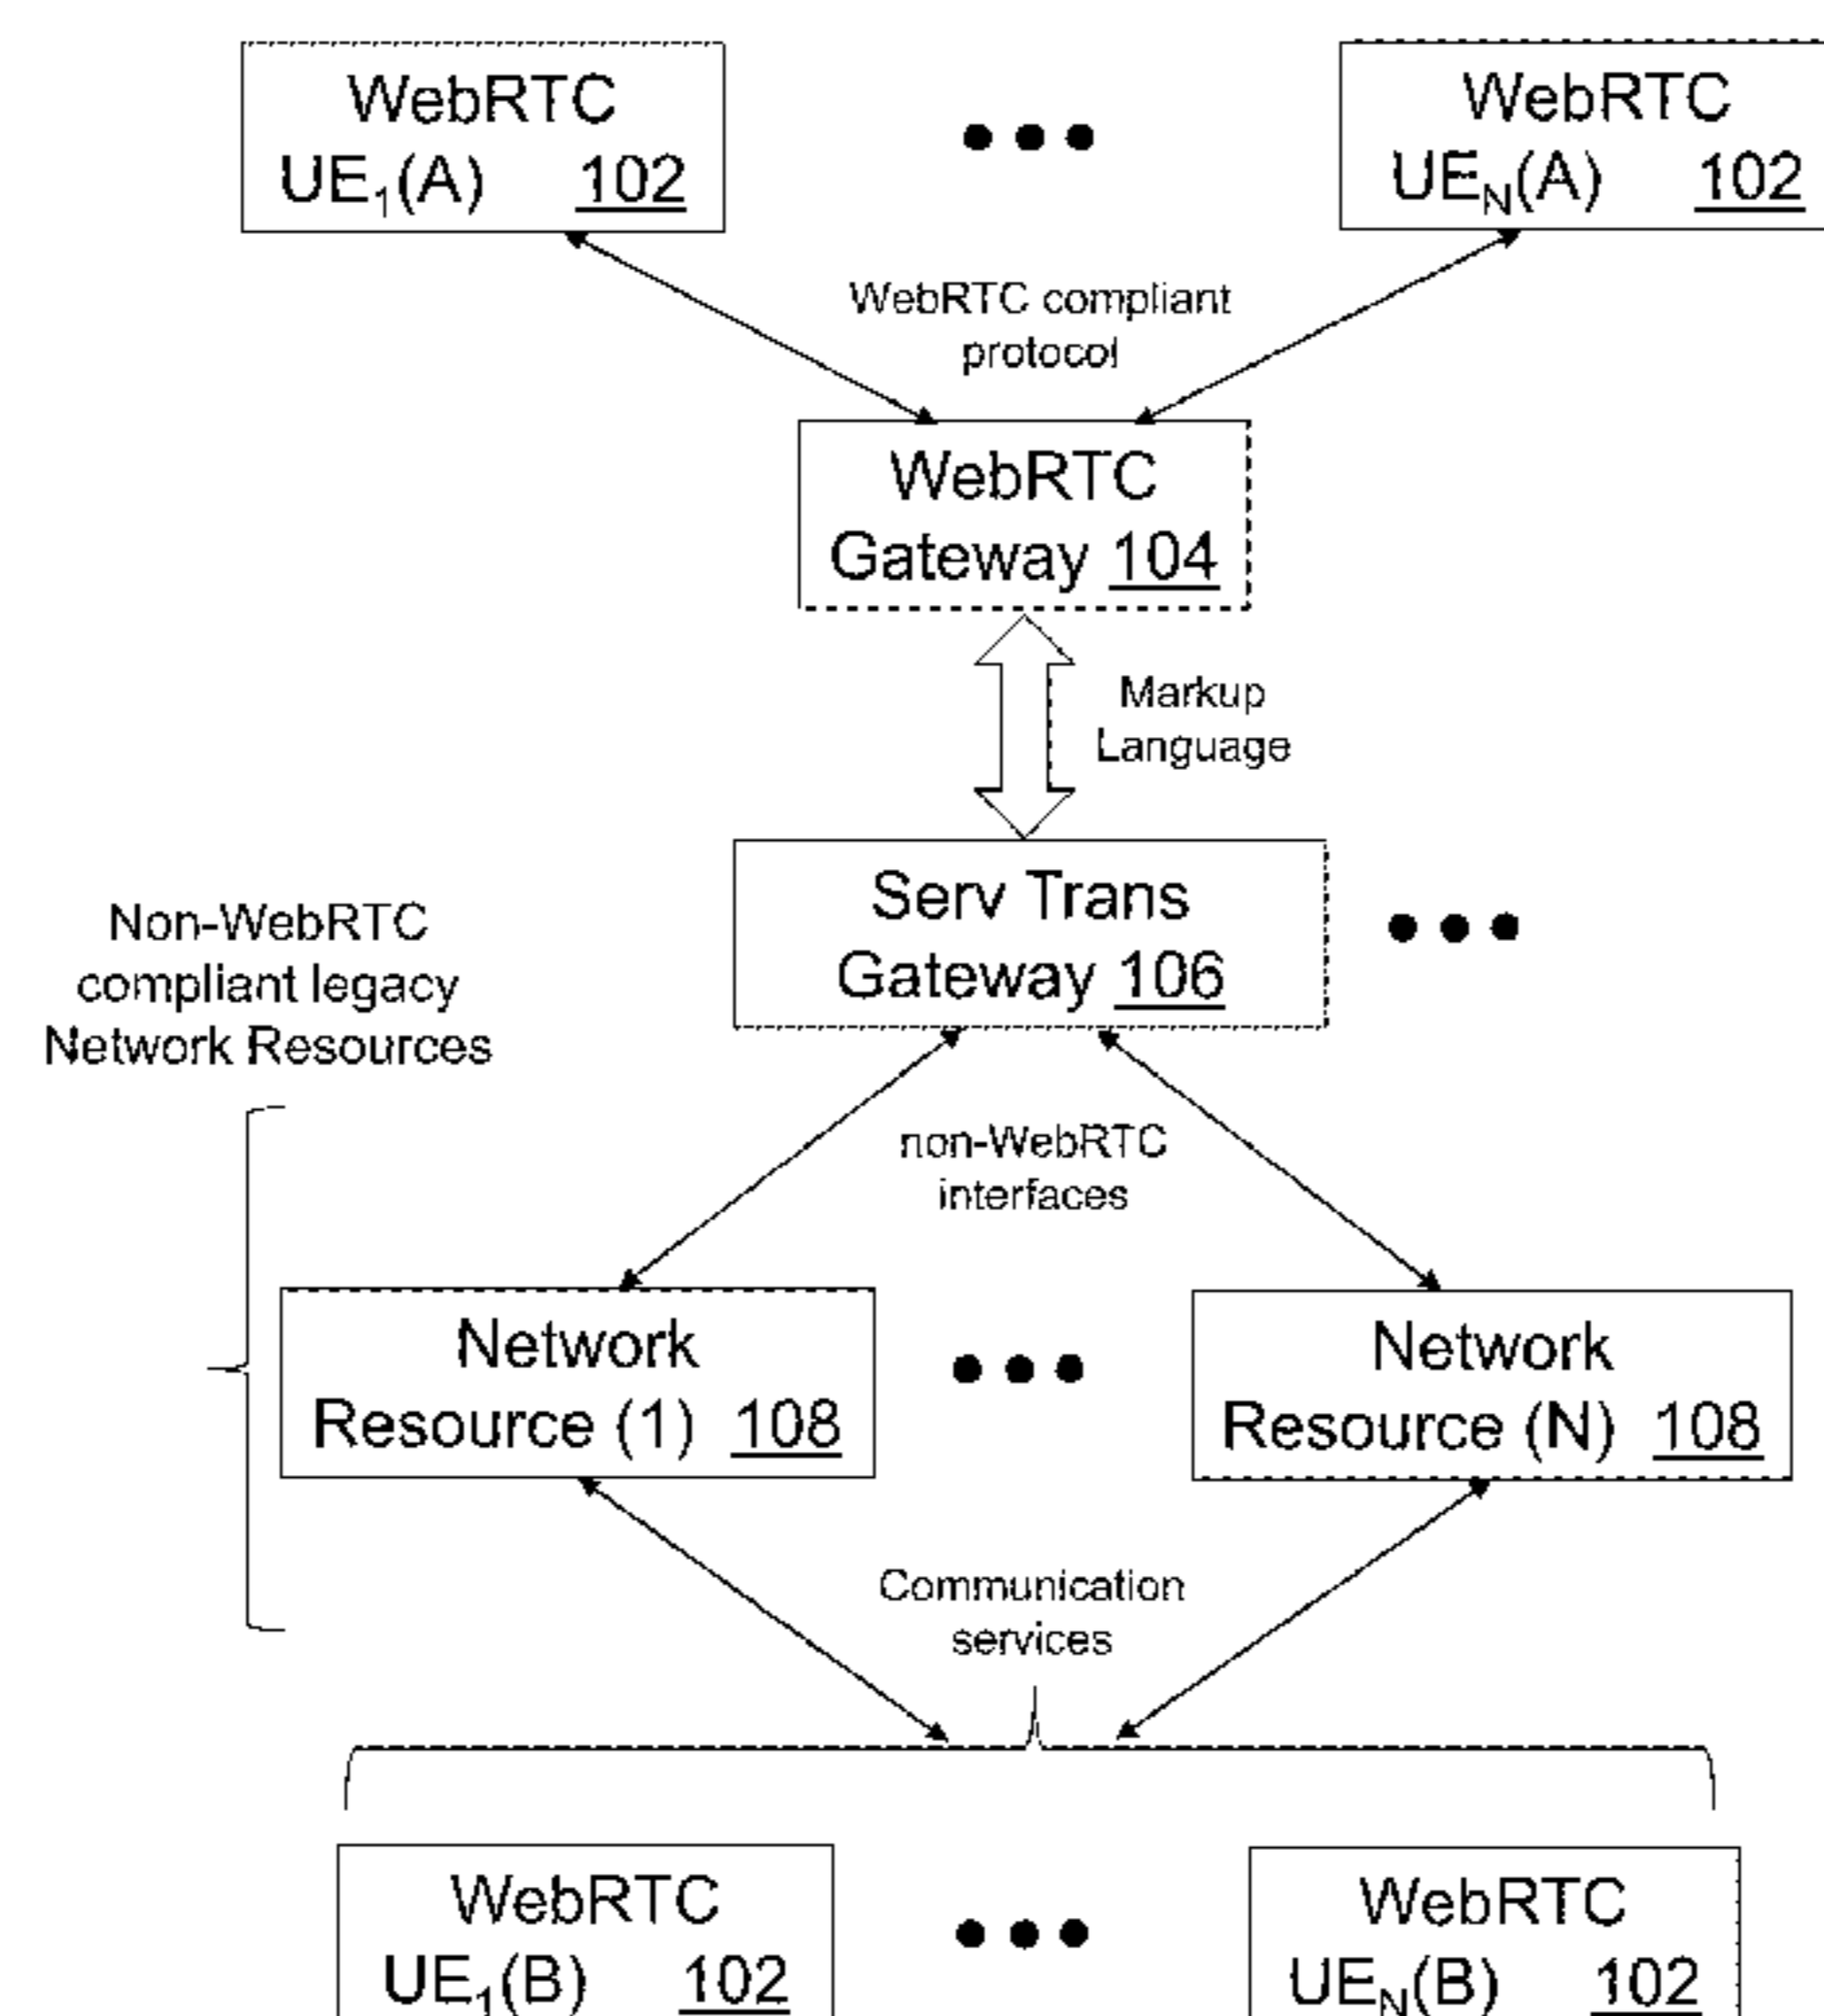 WebRTC
UE₁(A) 102
WebRTC
UEN(A) 102
WebRTC compliant
protocol
WebRTC
Gateway 104
Markup
Language
Serv Trans
Gateway 106
Non-WebRTC
compliant legacy
Network Resources
non-WebRTC
interfaces
Network
Resource (1) 108
Network
Resource (N) 108
Communication
services
WebRTC
UE₁(B) 102
WebRTC
UEN(B) 102